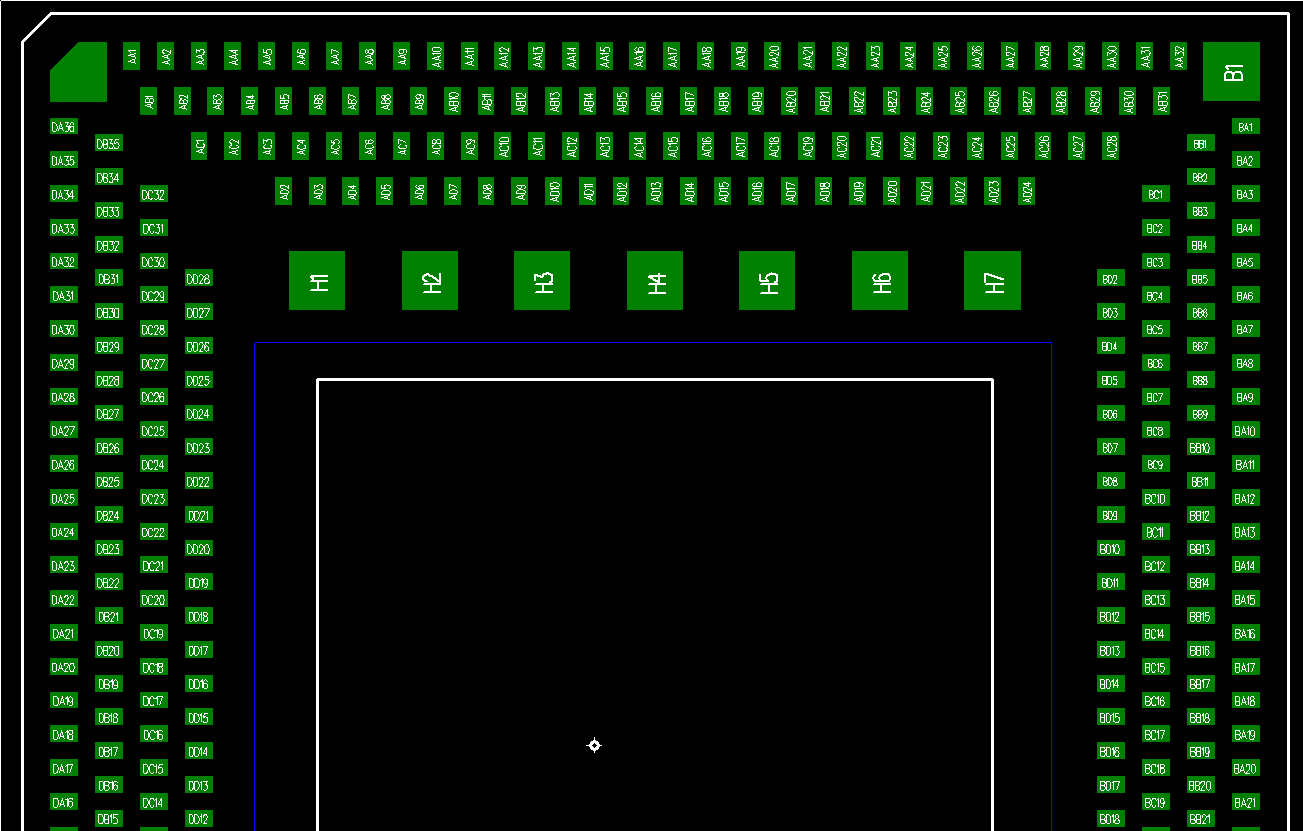 AA1 AA2 AA3 AA4 AA5 AA6 AA7 AA8 AA9 AA10 AA11 AA12 AA13 AA14 AA15 AA16 AA17 AA18 AA19 AA20 AA21 AA22 AA23 AA24 AA25 AA26 AA27 AA28 AA29 AA30 AA31 AA32 B1
AB1 AB2 AB3 AB4 AB5 AB6 AB7 AB8 AB9 AB10 AB11 AB12 AB13 AB14 AB15 AB16 AB17 AB18 AB19 AB20 AB21 AB22 AB23 AB24 AB25 AB26 AB27 AB28 AB29 AB30 AB31
DA36 BA1
DB35 AC1 AC2 AC3 AC4 AC5 AC6 AC7 AC8 AC9 AC10 AC11 AC12 AC13 AC14 AC15 AC16 AC17 AC18 AC19 AC20 AC21 AC22 AC23 AC24 AC25 AC26 AC27 AC28 BB1
DA35 BA2
DB34 BB2
DA34 DC32 AD2 AD3 AD4 AD5 AD6 AD7 AD8 AD9 AD10 AD11 AD12 AD13 AD14 AD15 AD16 AD17 AD18 AD19 AD20 AD21 AD22 AD23 AD24 BC1 BA3
DB33 BB3
DA33 DC31 BC2 BA4
DB32 BB4
DA32 DC30 BC3 BA5
DB31 DD28 H1 H2 H3 H4 H5 H6 H7 BD2 BB5
DA31 DC29 BC4 BA6
DB30 DD27 BD3 BB6
DA30 DC28 BC5 BA7
DB29 DD26 BD4 BB7
DA29 DC27 BC6 BA8
DB28 DD25 BD5 BB8
DA28 DC26 BC7 BA9
DB27 DD24 BD6 BB9
DA27 DC25 BC8 BA10
DB26 DD23 BD7 BB10
DA26 DC24 BC9 BA11
DB25 DD22 BD8 BB11
DA25 DC23 BC10 BA12
DB24 DD21 BD9 BB12
DA24 DC22 BC11 BA13
DB23 DD20 BD10 BB13
DA23 DC21 BC12 BA14
DB22 DD19 BD11 BB14
DA22 DC20 BC13 BA15
DB21 DD18 BD12 BB15
DA21 DC19 BC14 BA16
DB20 DD17 BD13 BB16
DA20 DC18 BC15 BA17
DB19 DD16 BD14 BB17
DA19 DC17 BC16 BA18
DB18 DD15 BD15 BB18
DA18 DC16 BC17 BA19
DB17 DD14 BD16 BB19
DA17 DC15 BC18 BA20
DB16 DD13 BD17 BB20
DA16 DC14 BC19 BA21
DB15 DD12 BD18 BB21